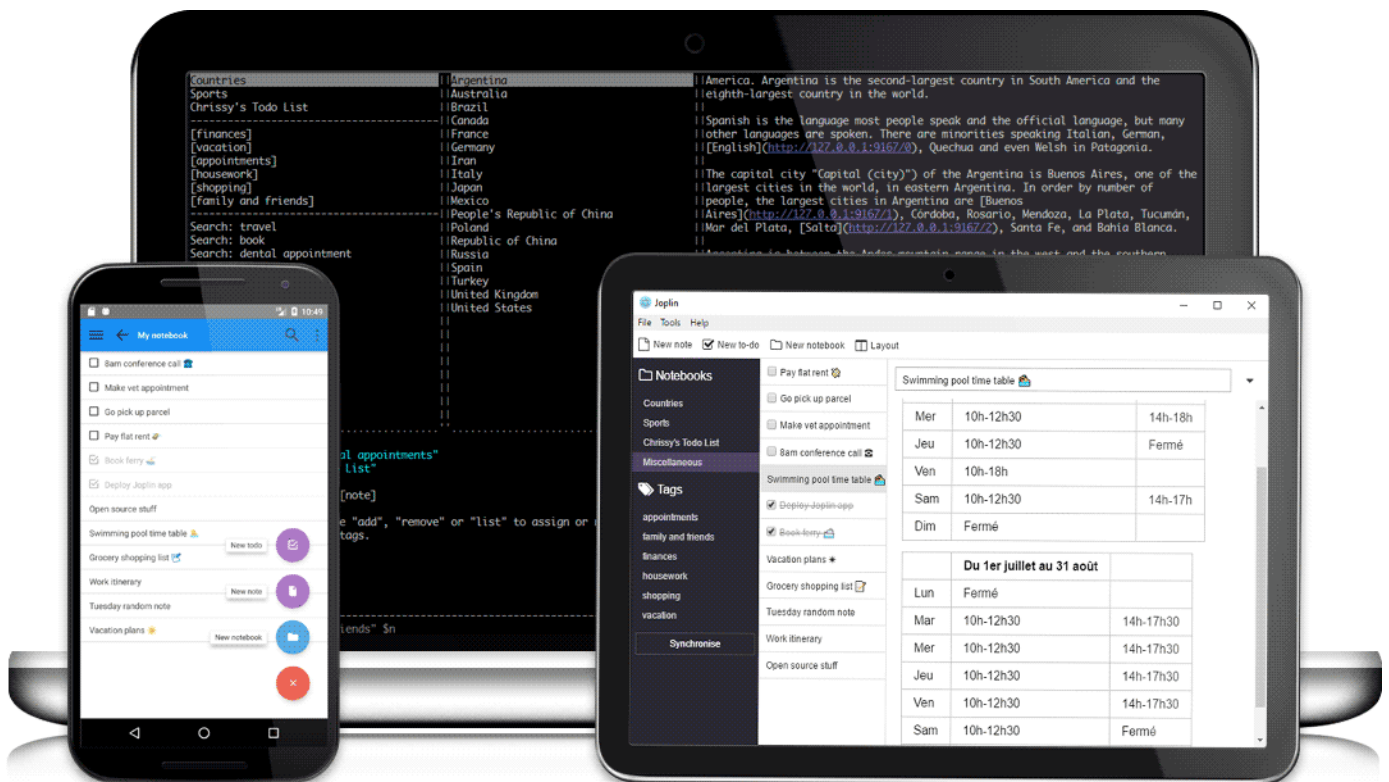 Countries
Sports
Chrissy's Todo List
[finances]
[vacation]
[appointments]
[housework]
[shopping]
[family and friends]
Search: travel
Search: book
Search: dental appointment
Argentina
Australia
Brazil
Canada
France
Germany
Iran
Italy
Japan
Mexico
People's Republic of China
Poland
Republic of China
Russia
Spain
Turkey
United Kingdom
United States
America. Argentina is the second-largest country in South America and the
eighth-largest country in the world.
Spanish is the language most people speak and the official language, but many
other languages are spoken. There are minorities speaking Italian, German,
[English](http://127.0.0.1:9167/0), Quechua and even Welsh in Patagonia.
The capital city "Capital (city)") of the Argentina is Buenos Aires, one of the
largest cities in the world, in eastern Argentina. In order by number of
people, the largest cities in Argentina are [Buenos
Aires](http://127.0.0.1:9167/1), Córdoba, Rosario, Mendoza, La Plata, Tucumán,
Mar del Plata, [Salta](http://127.0.0.1:9167/2), Santa Fe, and Bahía Blanca.
Argentina is between the Andes mountain range in the west and the southern
al appointments"
List"
[note]
e "add", "remove" or "list" to assign or
tags.
iends" $n
10:49
My notebook
8am conference call
Make vet appointment
Go pick up parcel
Pay flat rent
Book ferry
Deploy Joplin app
Open source stuff
Swimming pool time table
Grocery shopping list
Work itinerary
Tuesday random note
Vacation plans
New todo
New note
New notebook
Joplin
File Tools Help
New note New to-do New notebook Layout
Notebooks
Countries
Sports
Chrissy's Todo List
Miscellaneous
Tags
appointments
family and friends
finances
housework
shopping
vacation
Synchronise
Pay flat rent
Go pick up parcel
Make vet appointment
8am conference call
Swimming pool time table
Deploy Joplin app
Book ferry
Vacation plans
Grocery shopping list
Tuesday random note
Work itinerary
Open source stuff
Swimming pool time table
Mer 10h-12h30 14h-18h
Jeu 10h-12h30 Fermé
Ven 10h-18h
Sam 10h-12h30 14h-17h
Dim Fermé
Du 1er juillet au 31 août
Lun Fermé
Mar 10h-12h30 14h-17h30
Mer 10h-12h30 14h-17h30
Jeu 10h-12h30 14h-17h30
Ven 10h-12h30 14h-17h30
Sam 10h-12h30 Fermé